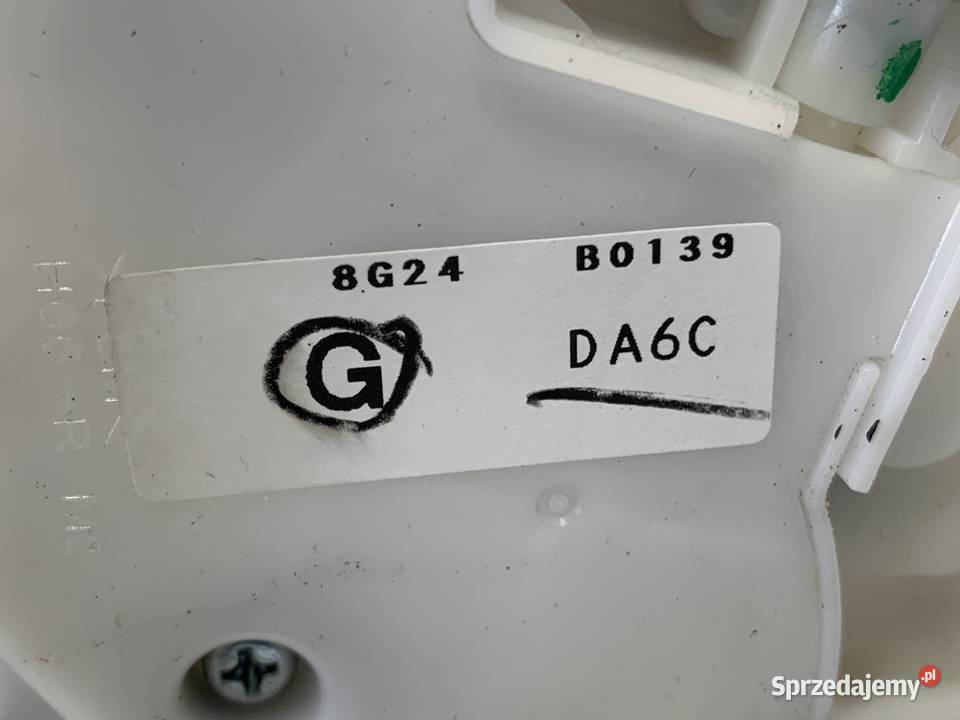 8G24 B0139
G DA6C
Sprzedajemy.pl